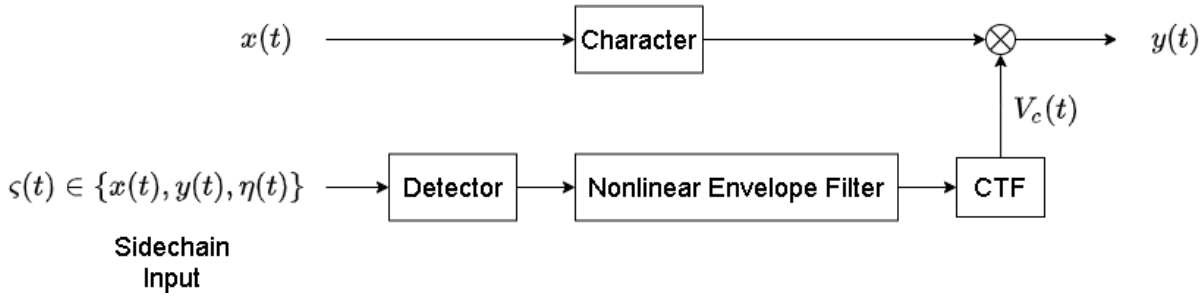 x(t)
Character
y(t)
V_c(t)
ς(t) ∈ {x(t), y(t), η(t)}
Detector
Nonlinear Envelope Filter
CTF
Sidechain
Input